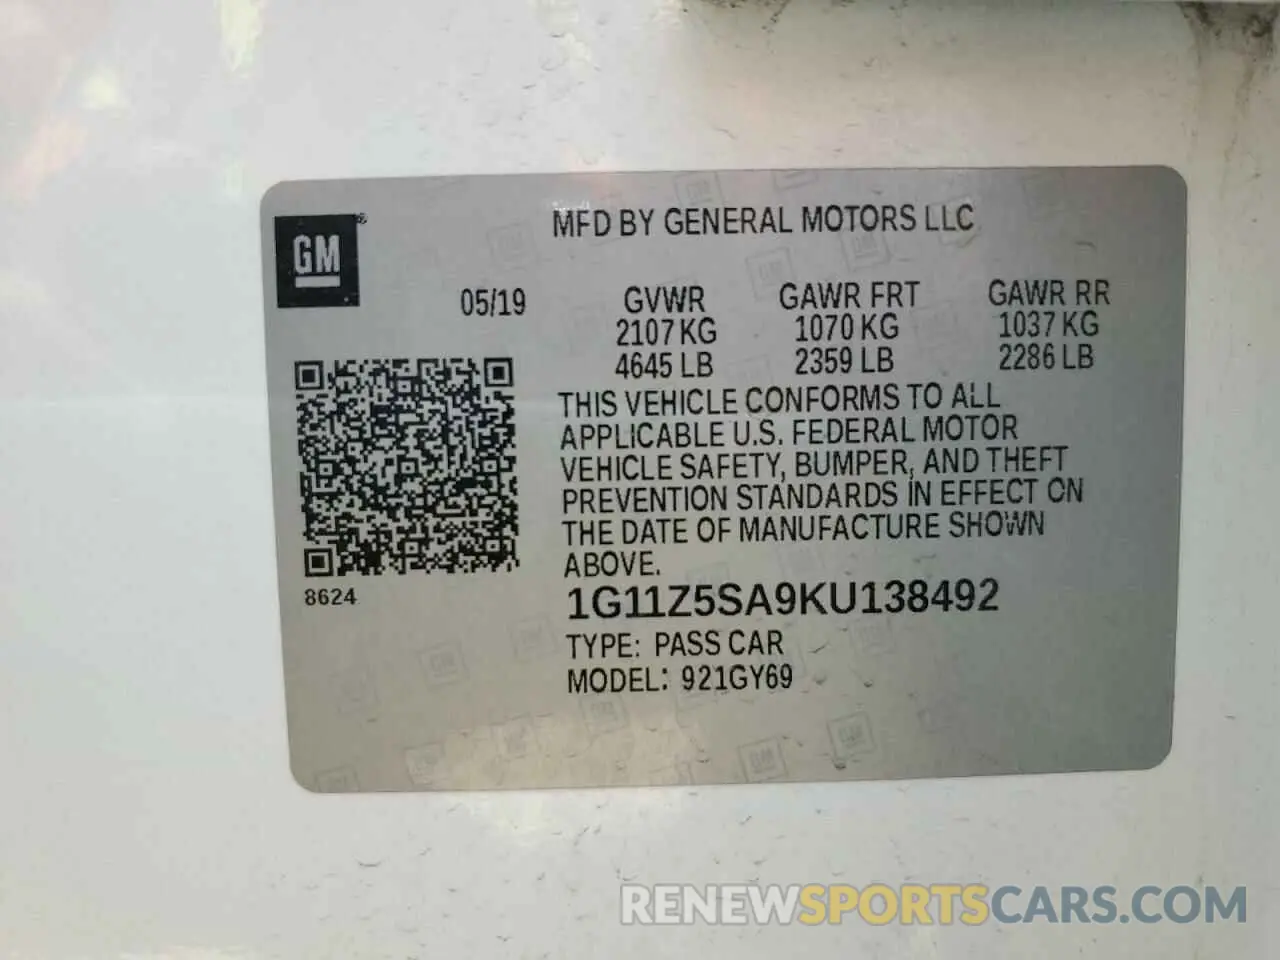 MFD BY GENERAL MOTORS LLC
GM ®
05/19
GVWR GAWR FRT GAWR RR
2107 KG 1070 KG 1037 KG
4645 LB 2359 LB 2286 LB
THIS VEHICLE CONFORMS TO ALL
APPLICABLE U.S. FEDERAL MOTOR
VEHICLE SAFETY, BUMPER, AND THEFT
PREVENTION STANDARDS IN EFFECT ON
THE DATE OF MANUFACTURE SHOWN
ABOVE.
8624
1G11Z5SA9KU138492
TYPE: PASS CAR
MODEL: 921GY69
RENEWSPORTSCARS.COM